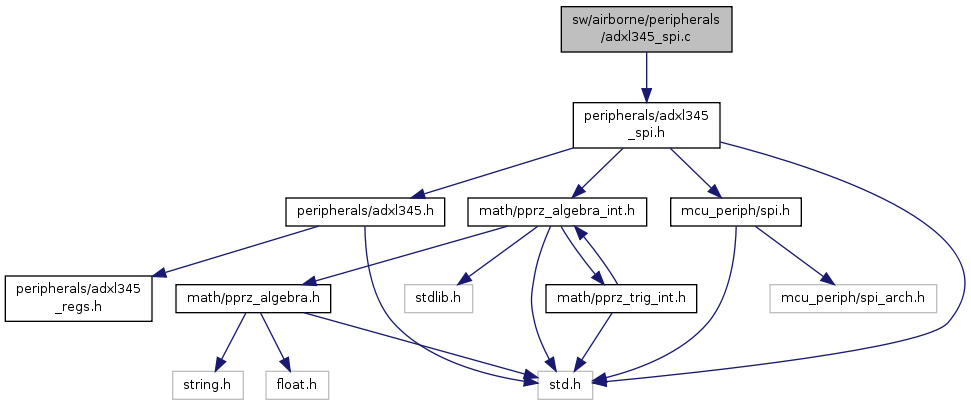 sw/airborne/peripherals
/adxl345_spi.c
peripherals/adxl345
_spi.h
peripherals/adxl345.h
math/pprz_algebra_int.h
mcu_periph/spi.h
peripherals/adxl345
_regs.h
math/pprz_algebra.h
stdlib.h
math/pprz_trig_int.h
mcu_periph/spi_arch.h
string.h
float.h
std.h